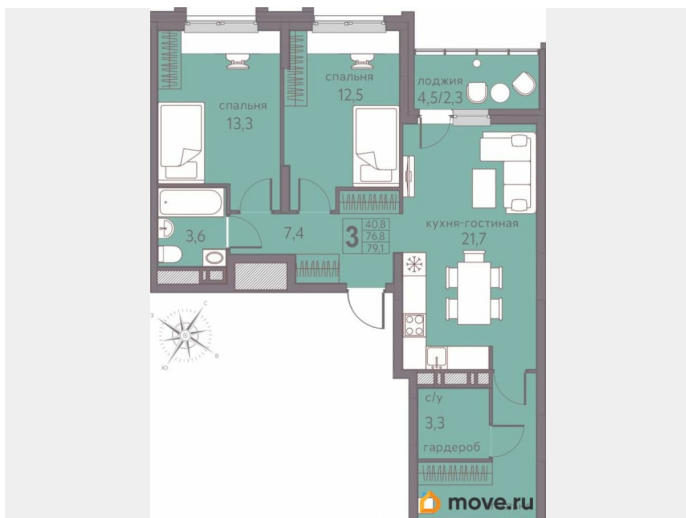 спальня
13,3
спальня
12,5
лоджия
4,5/2,3
3,6
7,4
3
40.8
76.8
79.1
кухня-гостиная
21,7
С
З
В
Ю
с/у
3,3
гардероб
move.ru